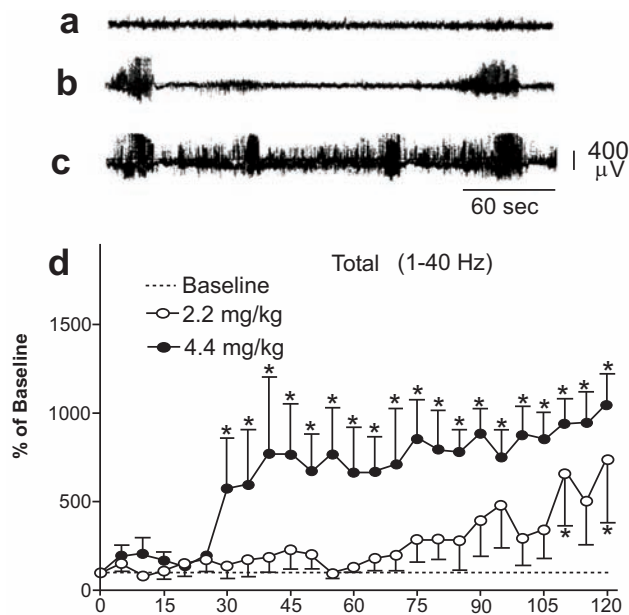 a
b
c
400
μV
60 sec
d
Total (1-40 Hz)
Baseline
2.2 mg/kg
4.4 mg/kg
% of Baseline
1500
1000
500
0
* * * * * * * * * * * * * * * * * * *
* *
0 15 30 45 60 75 90 105 120